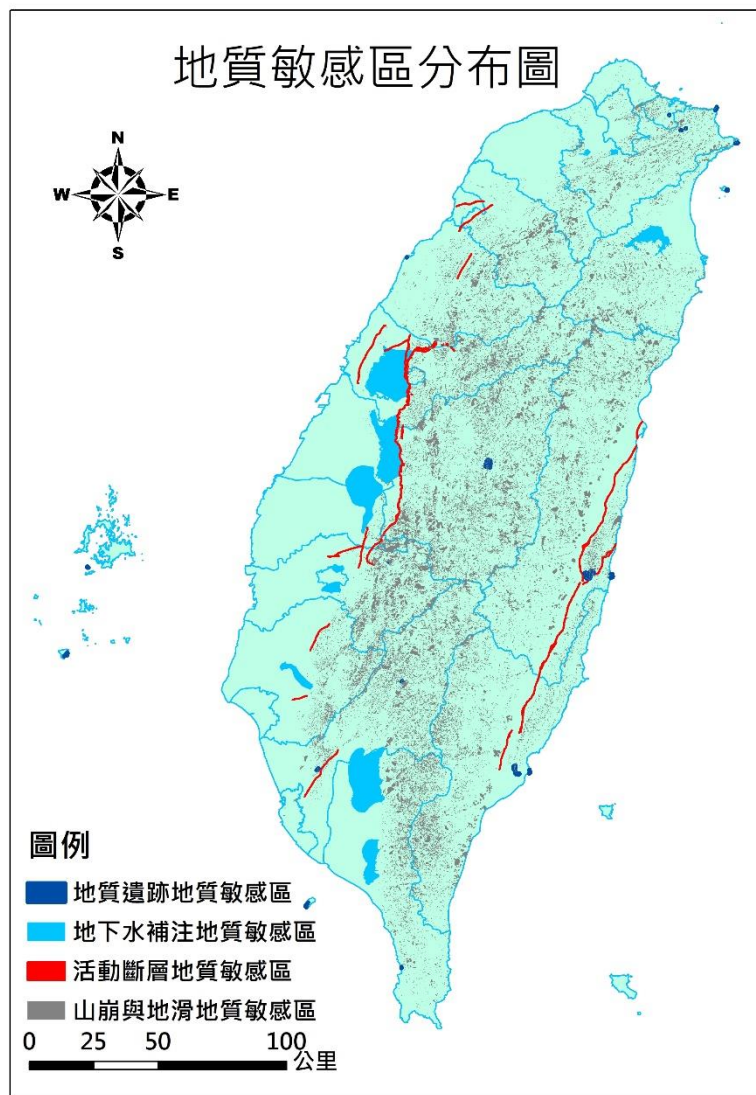 地質敏感區分布圖
N
W E
S
圖例
地質遺跡地質敏感區
地下水補注地質敏感區
活動斷層地質敏感區
山崩與地滑地質敏感區
0 25 50 100
公里